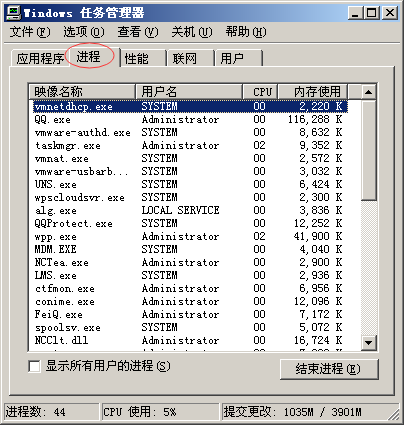 Windows 任务管理器
文件(F) 选项(O) 查看(V) 关机(U) 帮助(H)
应用程序 进程 性能 联网 用户
映像名称 用户名 CPU 内存使用
vmnetdhcp.exe SYSTEM 00 2,220 K
QQ.exe Administrator 00 116,288 K
vmware-authd.exe SYSTEM 00 8,632 K
taskmgr.exe Administrator 02 9,352 K
vmnat.exe SYSTEM 00 2,572 K
vmware-usbarb... SYSTEM 00 3,032 K
UNS.exe SYSTEM 00 6,424 K
wpscloudsvr.exe SYSTEM 00 2,300 K
alg.exe LOCAL SERVICE 00 3,836 K
QQProtect.exe SYSTEM 00 12,252 K
wpp.exe Administrator 02 41,900 K
MDM.EXE SYSTEM 00 4,040 K
NCTea.exe Administrator 00 2,900 K
LMS.exe SYSTEM 00 2,936 K
ctfmon.exe Administrator 00 6,956 K
conime.exe Administrator 00 12,096 K
FeiQ.exe Administrator 00 7,172 K
spoolsv.exe SYSTEM 00 5,072 K
NCClt.dll Administrator 00 16,724 K
显示所有用户的进程(S) 结束进程(E)
进程数: 44 CPU 使用: 5% 提交更改: 1035M / 3901M